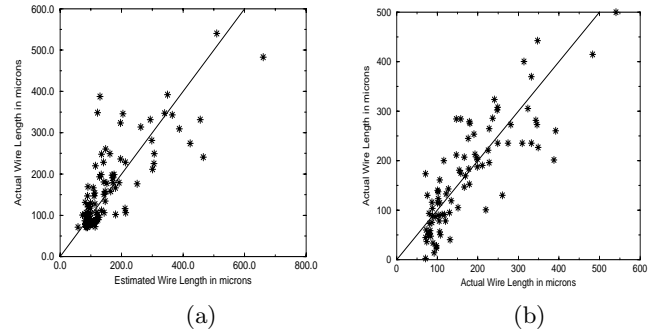 600.0
500.0
400.0
300.0
200.0
100.0
0.0
Actual Wire Length in microns
0.0 200.0 400.0 600.0 800.0
Estimated Wire Length in microns
(a)
500
400
300
200
100
0
Actual Wire Length in microns
0 100 200 300 400 500 600
Actual Wire Length in microns
(b)